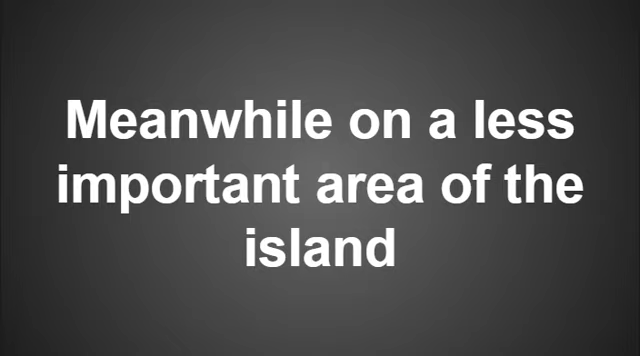 Meanwhile on a less
important area of the
island